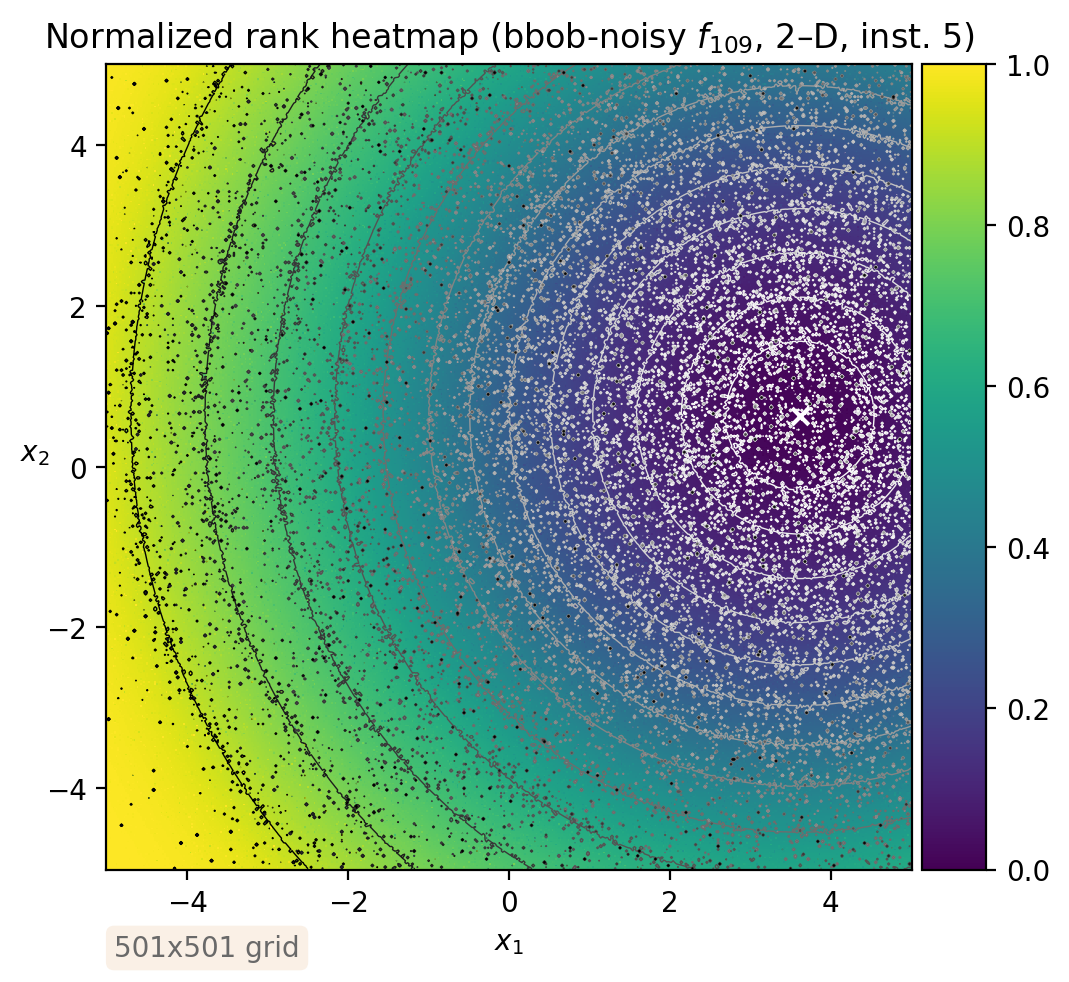 Normalized rank heatmap (bbob-noisy f₁₀₉, 2–D, inst. 5)
1.0
0.8
0.6
0.4
0.2
0.0
4
2
0
−2
−4
x₂
−4 −2 0 2 4
x₁
501x501 grid